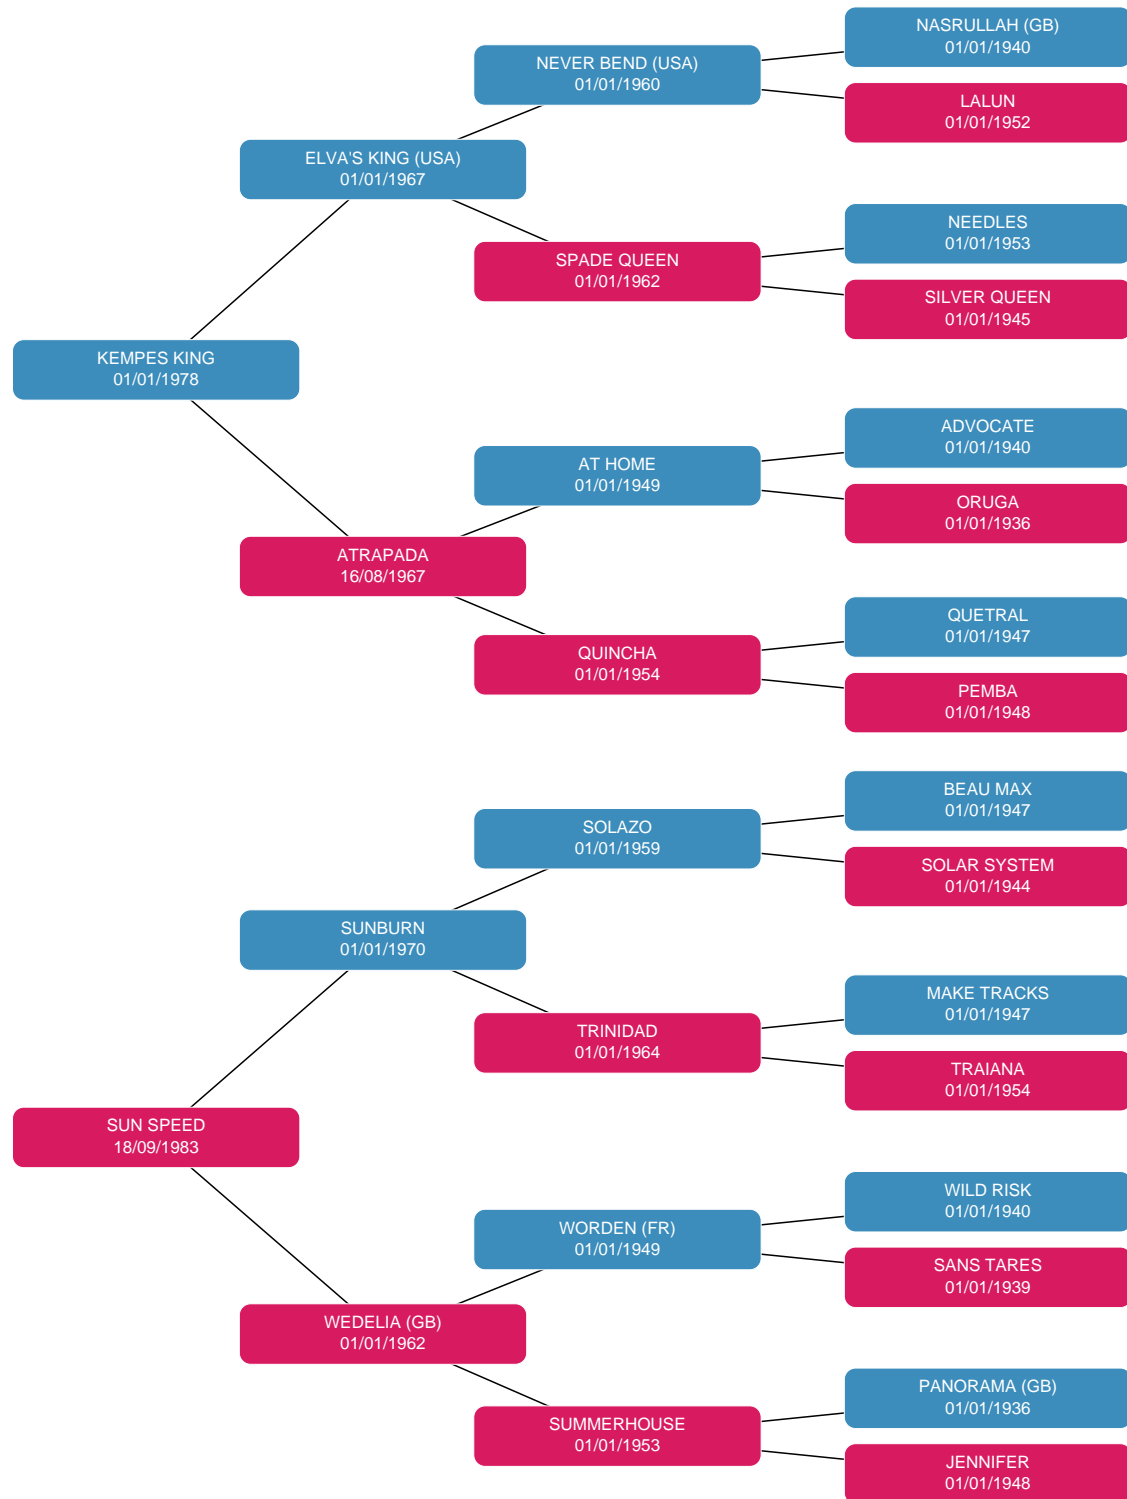 NASRULLAH (GB)
01/01/1940
NEVER BEND (USA)
01/01/1960
LALUN
01/01/1952
ELVA'S KING (USA)
01/01/1967
NEEDLES
01/01/1953
SPADE QUEEN
01/01/1962
SILVER QUEEN
01/01/1945
KEMPES KING
01/01/1978
ADVOCATE
01/01/1940
AT HOME
01/01/1949
ORUGA
01/01/1936
ATRAPADA
16/08/1967
QUETRAL
01/01/1947
QUINCHA
01/01/1954
PEMBA
01/01/1948
BEAU MAX
01/01/1947
SOLAZO
01/01/1959
SOLAR SYSTEM
01/01/1944
SUNBURN
01/01/1970
MAKE TRACKS
01/01/1947
TRINIDAD
01/01/1964
TRAIANA
01/01/1954
SUN SPEED
18/09/1983
WILD RISK
01/01/1940
WORDEN (FR)
01/01/1949
SANS TARES
01/01/1939
WEDELIA (GB)
01/01/1962
PANORAMA (GB)
01/01/1936
SUMMERHOUSE
01/01/1953
JENNIFER
01/01/1948